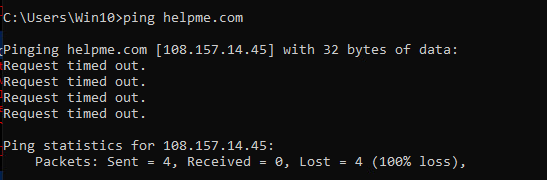 C:\Users\Win10>ping helpme.com
Pinging helpme.com [108.157.14.45] with 32 bytes of data:
Request timed out.
Request timed out.
Request timed out.
Request timed out.
Ping statistics for 108.157.14.45:
    Packets: Sent = 4, Received = 0, Lost = 4 (100% loss),